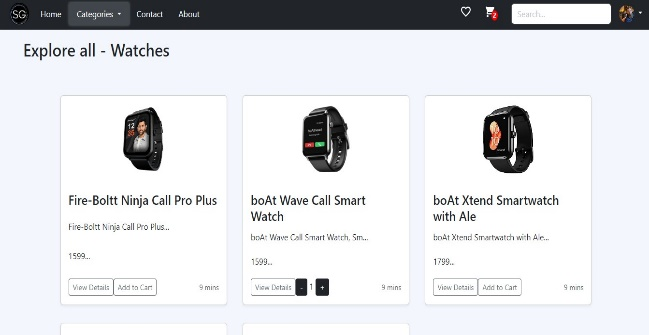 SG Home Categories Contact About 2 Search...
Explore all - Watches
Fire-Boltt Ninja Call Pro Plus
Fire-Boltt Ninja Call Pro Plus...
1599...
View Details Add to Cart 9 mins
boAt Wave Call Smart
Watch
boAt Wave Call Smart Watch, Sm...
1599...
View Details - 1 + 9 mins
boAt Xtend Smartwatch
with Ale
boAt Xtend Smartwatch with Ale...
1799...
View Details Add to Cart 9 mins